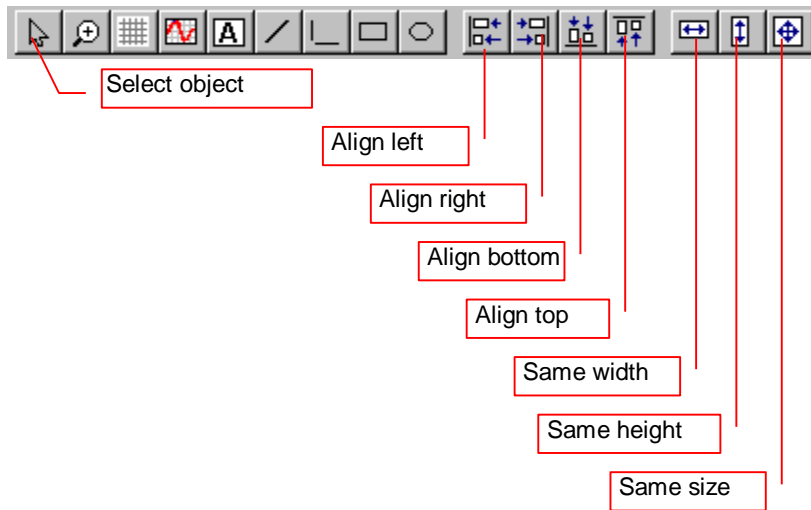 A
Select object
Align left
Align right
Align bottom
Align top
Same width
Same height
Same size